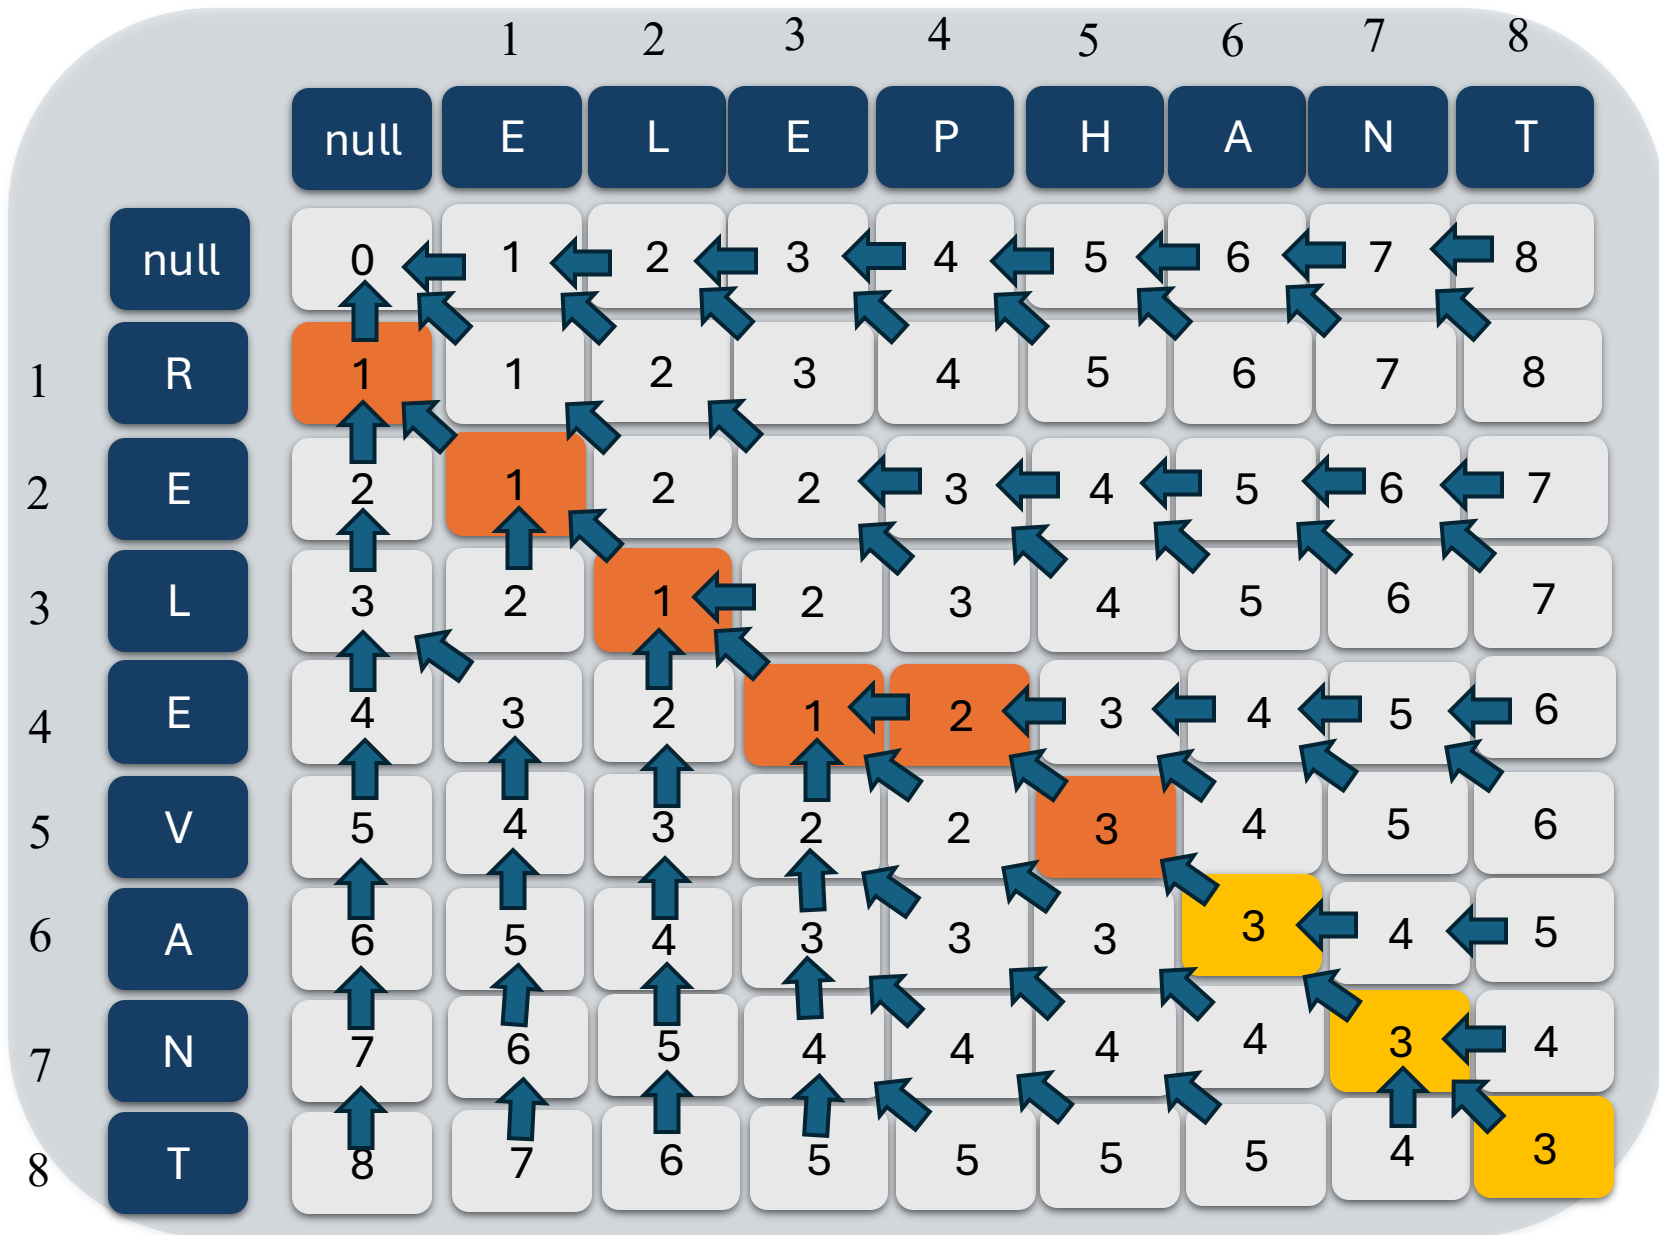 1 2 3 4 5 6 7 8
null E L E P H A N T
null 0 1 2 3 4 5 6 7 8
1 R 1 1 2 3 4 5 6 7 8
2 E 2 1 2 2 3 4 5 6 7
3 L 3 2 1 2 3 4 5 6 7
4 E 4 3 2 1 2 3 4 5 6
5 V 5 4 3 2 2 3 4 5 6
6 A 6 5 4 3 3 3 3 4 5
7 N 7 6 5 4 4 4 4 3 4
8 T 8 7 6 5 5 5 5 4 3